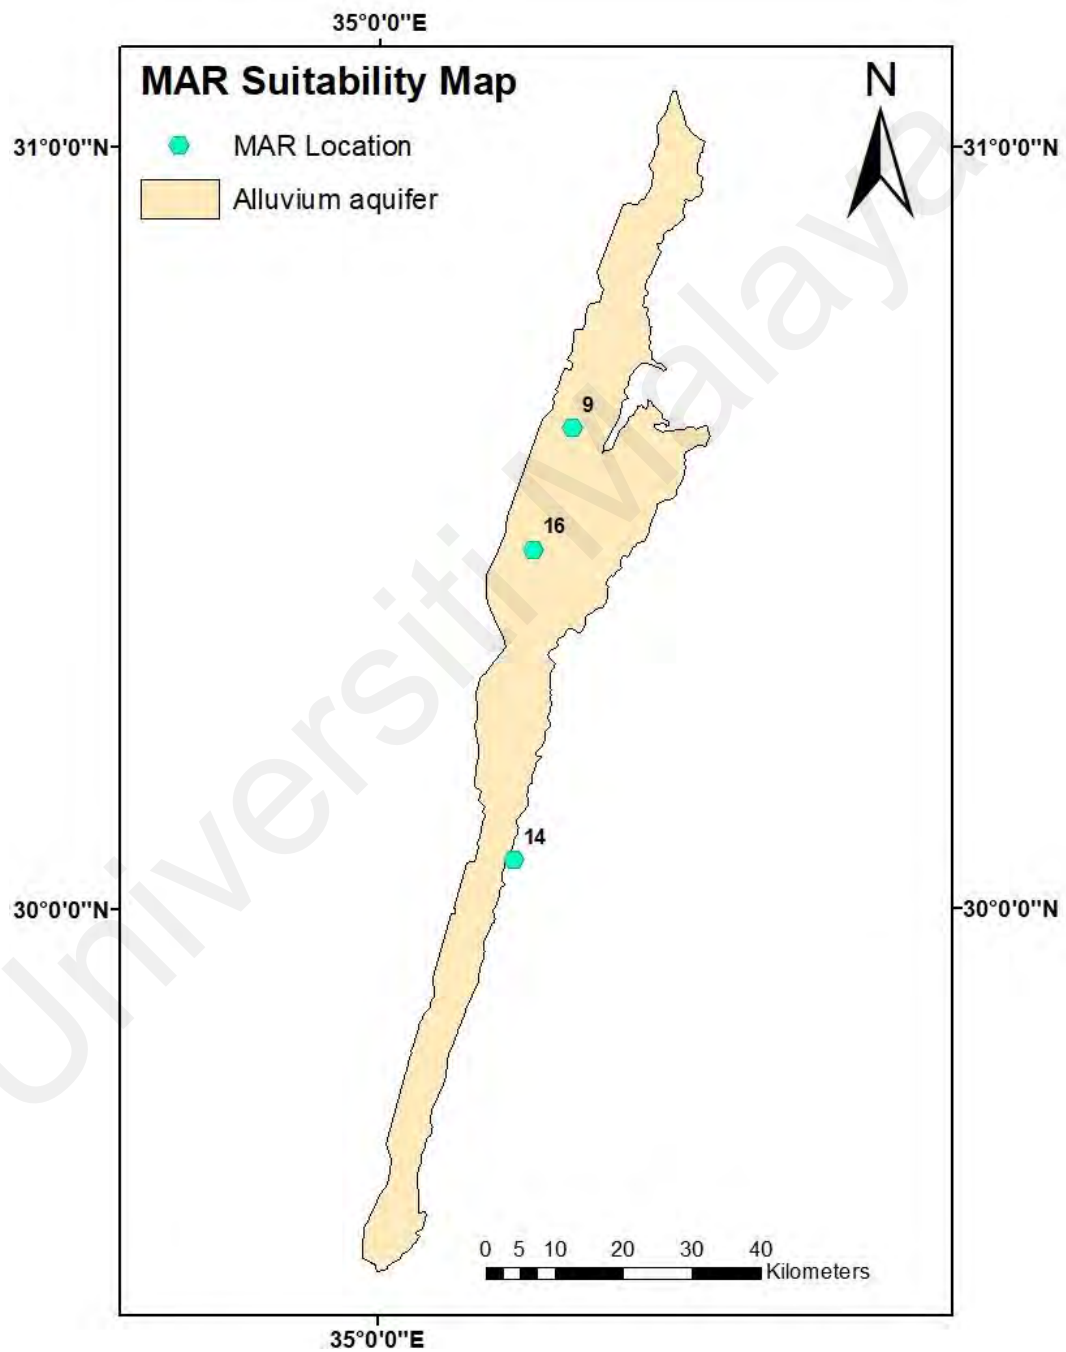 35°0'0"E
MAR Suitability Map
N
MAR Location
Alluvium aquifer
31°0'0"N
31°0'0"N
9
16
14
30°0'0"N
30°0'0"N
0 5 10 20 30 40
Kilometers
35°0'0"E
Universiti Malaya